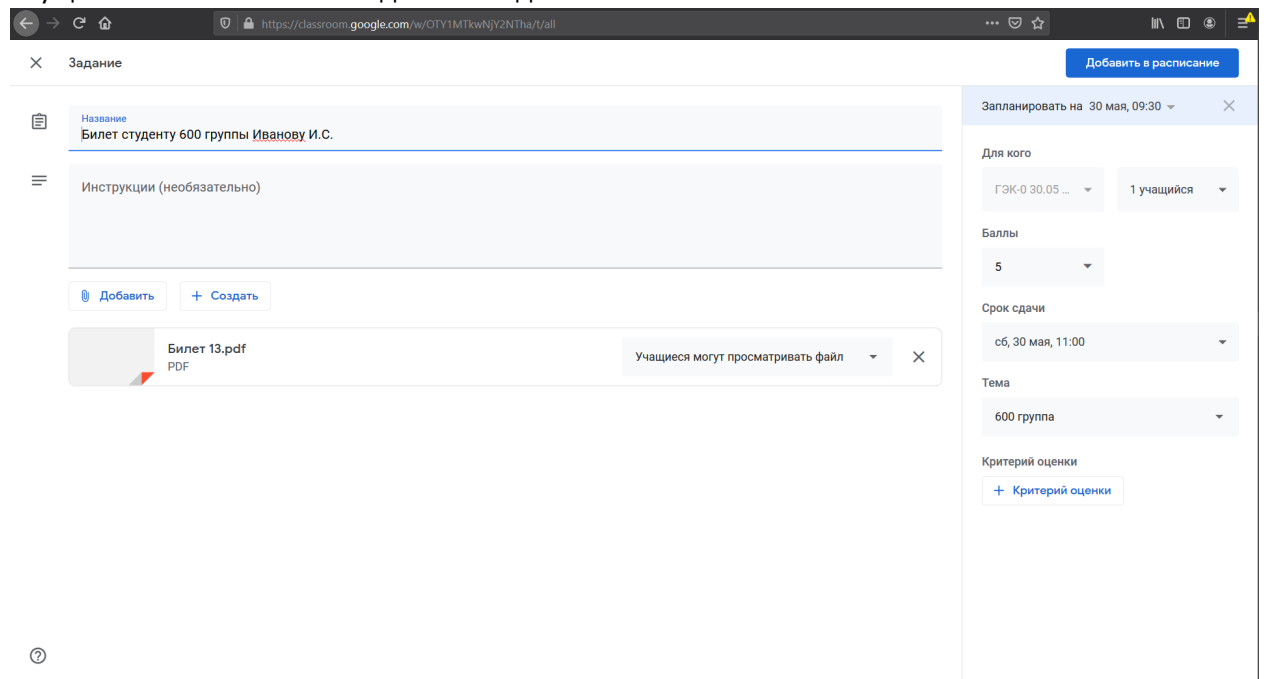 https://classroom.google.com/w/OTY1MTkwNjY2NTha/t/all
Задание
Добавить в расписание
Название
Билет студенту 600 группы Иванову И.С.
Инструкции (необязательно)
Добавить
Создать
Билет 13.pdf
PDF
Учащиеся могут просматривать файл
Запланировать на 30 мая, 09:30
Для кого
ГЭК-0 30.05 ...
1 учащийся
Баллы
5
Срок сдачи
сб, 30 мая, 11:00
Тема
600 группа
Критерий оценки
+ Критерий оценки